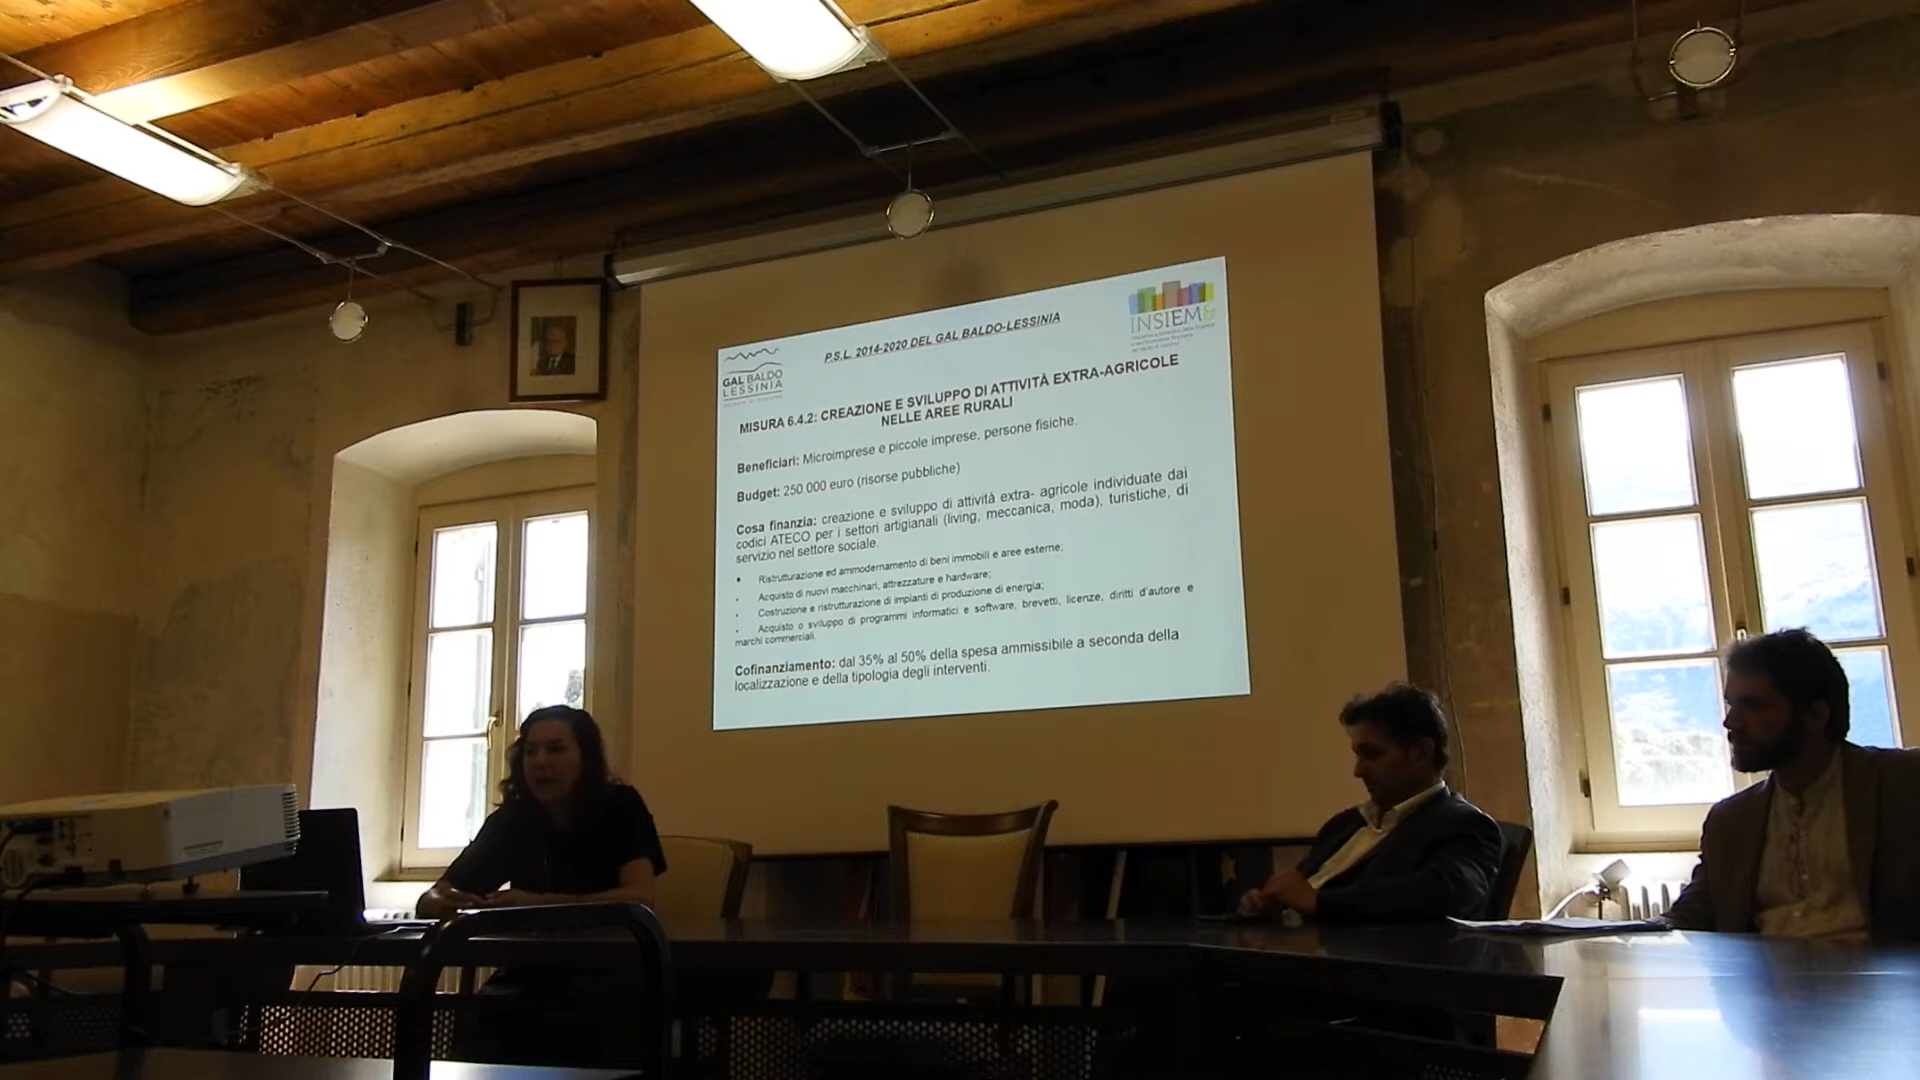 P.S.L. 2014-2020 DEL GAL BALDO-LESSINIA
INSIEM&
GAL BALDO
LESSINIA
MISURA 6.4.2: CREAZIONE E SVILUPPO DI ATTIVITÀ EXTRA-AGRICOLE
NELLE AREE RURALI
Beneficiari: Microimprese e piccole imprese, persone fisiche.
Budget: 250.000 euro (risorse pubbliche)
Cosa finanzia: creazione e sviluppo di attività extra- agricole individuate dai
codici ATECO per i settori artigianali (living, meccanica, moda), turistiche, di
servizio nel settore sociale.
• Ristrutturazione ed ammodernamento di beni immobili e aree esterne;
• Acquisto di nuovi macchinari, attrezzature e hardware;
• Costruzione e ristrutturazione di impianti di produzione di energia;
• Acquisto o sviluppo di programmi informatici e software, brevetti, licenze, diritti d'autore e
marchi commerciali.
Cofinanziamento: dal 35% al 50% della spesa ammissibile a seconda della
localizzazione e della tipologia degli interventi.